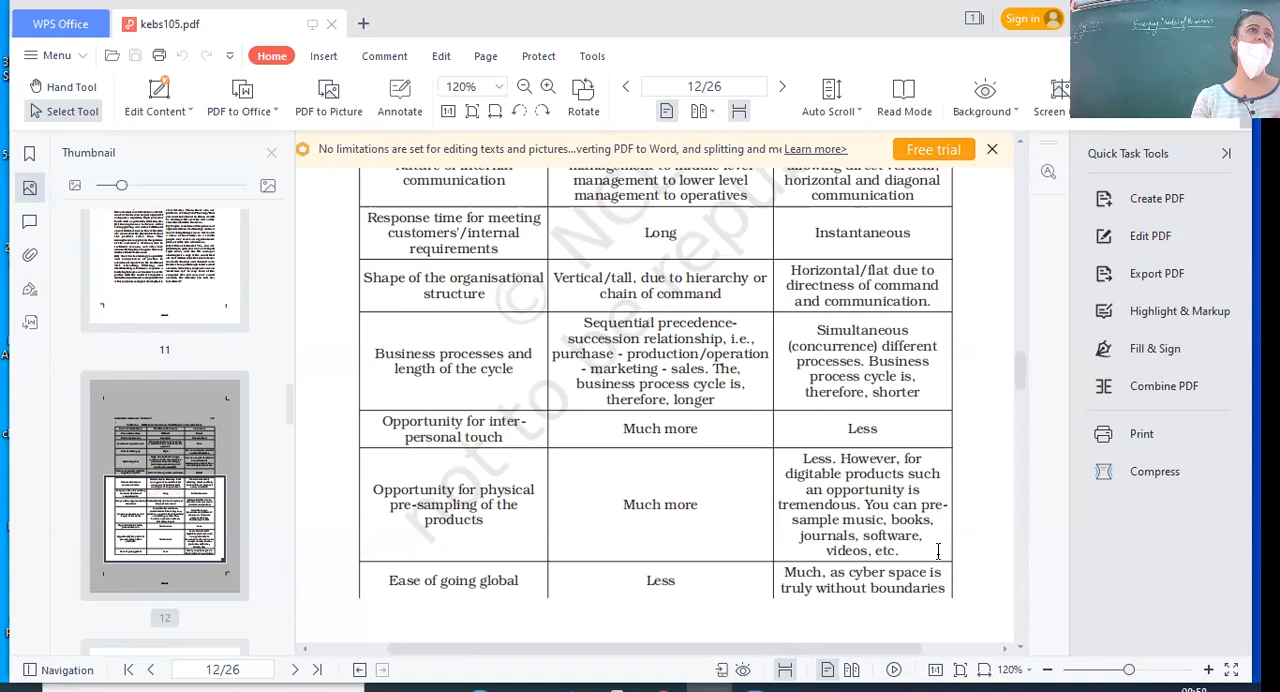 WPS Office
kebs105.pdf
Sign in
Emerging Modes of Business
Menu
Home
Insert
Comment
Edit
Page
Protect
Tools
Hand Tool
Select Tool
Edit Content
PDF to Office
PDF to Picture
Annotate
120%
12/26
Rotate
Auto Scroll
Read Mode
Background
Screen
No limitations are set for editing texts and pictures...verting PDF to Word, and splitting and me Learn more>
Free trial
Thumbnail
11
12
communication
management to lower level
management to operatives
horizontal and diagonal
communication
Response time for meeting
customers'/internal
requirements
Long
Instantaneous
Shape of the organisational
structure
Vertical/tall, due to hierarchy or
chain of command
Horizontal/flat due to
directness of command
and communication.
Business processes and
length of the cycle
Sequential precedence-
succession relationship, i.e.,
purchase - production/operation
- marketing - sales. The,
business process cycle is,
therefore, longer
Simultaneous
(concurrence) different
processes. Business
process cycle is,
therefore, shorter
Opportunity for inter-
personal touch
Much more
Less
Opportunity for physical
pre-sampling of the
products
Much more
Less. However, for
digitable products such
an opportunity is
tremendous. You can pre-
sample music, books,
journals, software,
videos, etc.
Ease of going global
Less
Much, as cyber space is
truly without boundaries
not to be repu
Quick Task Tools
Create PDF
Edit PDF
Export PDF
Highlight & Markup
Fill & Sign
Combine PDF
Print
Compress
Navigation
12/26
120%